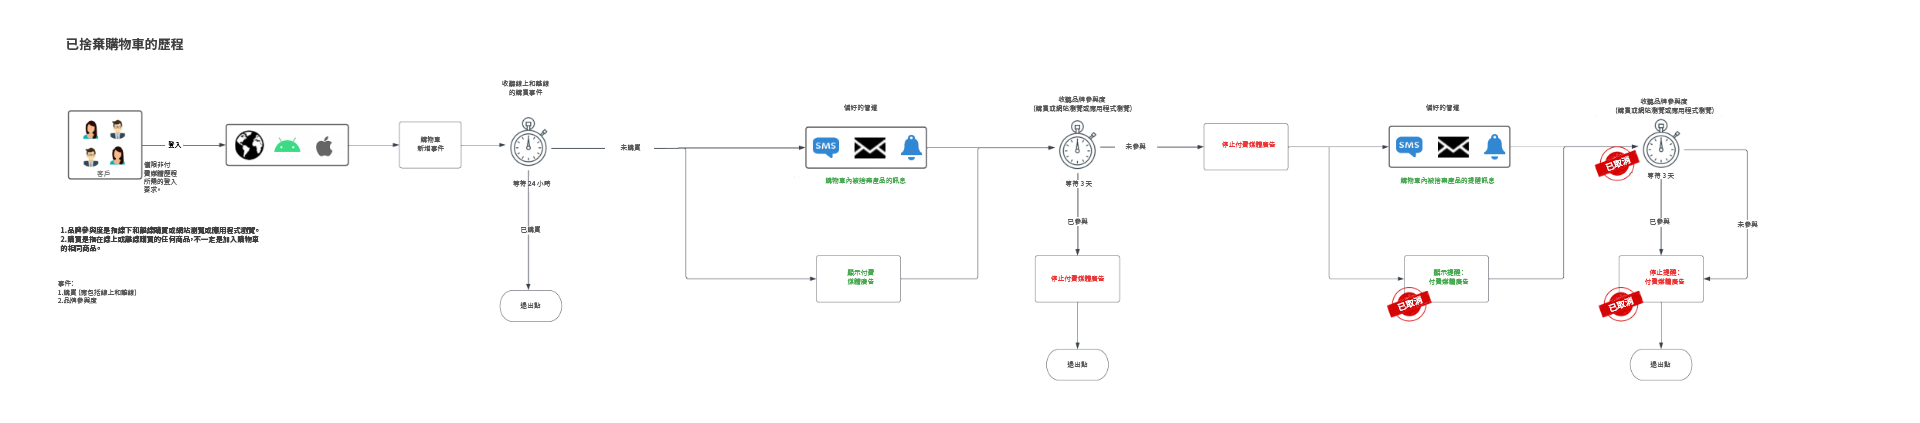 已捨棄購物車的歷程
收聽線上和離線
的購買事件
偏好的管道
收聽品牌參與度
(購買或網站瀏覽或應用程式瀏覽)
偏好的管道
收聽品牌參與度
(購買或網站瀏覽或應用程式瀏覽)
客戶
登入
僅限非付
費媒體歷程
所需的登入
要求。
購物車
新增事件
等待 24 小時
未購買
SMS
購物車內被捨棄產品的訊息
等待 3 天
未參與
停止付費媒體廣告
SMS
購物車內被捨棄產品的提醒訊息
已取消
等待 3 天
已購買
已參與
已參與
未參與
1.品牌參與度是指線下和離線購買或網站瀏覽或應用程式瀏覽。
2.購買是指在線上或離線購買的任何商品,不一定是加入購物車
的相同商品。
事件:
1.購買 (需包括線上和離線)
2.品牌參與度
退出點
顯示付費
媒體廣告
停止付費媒體廣告
退出點
顯示提醒:
付費媒體廣告
已取消
停止提醒:
付費媒體廣告
已取消
退出點